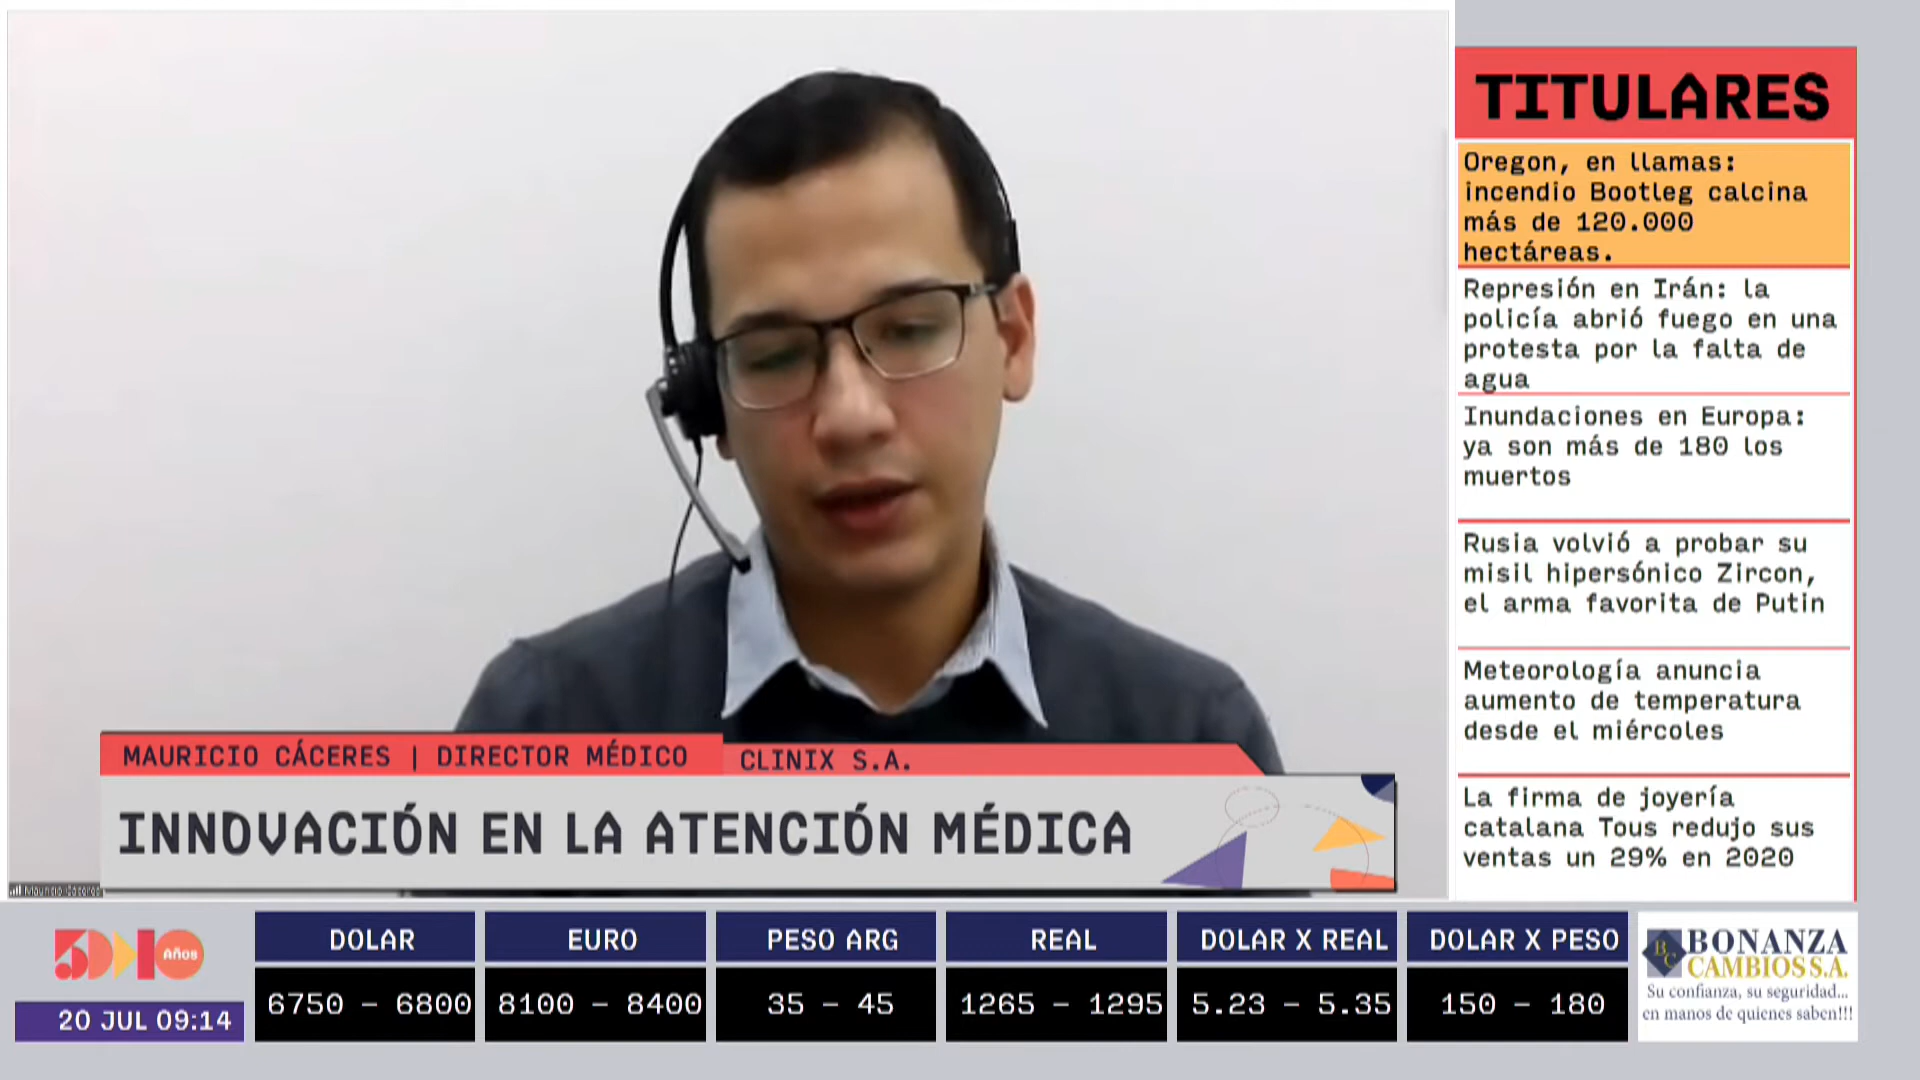 TITULARES
Oregon, en llamas:
incendio Bootleg calcina
más de 120.000
hectáreas.
Represión en Irán: la
policía abrió fuego en una
protesta por la falta de
agua
Inundaciones en Europa:
ya son más de 180 los
muertos
Rusia volvió a probar su
misil hipersónico Zircon,
el arma favorita de Putin
Meteorología anuncia
aumento de temperatura
desde el miércoles
La firma de joyería
catalana Tous redujo sus
ventas un 29% en 2020
MAURICIO CÁCERES | DIRECTOR MÉDICO
CLINIX S.A.
INNOVACIÓN EN LA ATENCIÓN MÉDICA
Mauricio Cáceres
5 DÍAS
10 Años
20 JUL 09:14
DOLAR
6750 - 6800
EURO
8100 - 8400
PESO ARG
35 - 45
REAL
1265 - 1295
DOLAR X REAL
5.23 - 5.35
DOLAR X PESO
150 - 180
BC
BONANZA
CAMBIOS S.A.
Su confianza, su seguridad...
en manos de quienes saben!!!